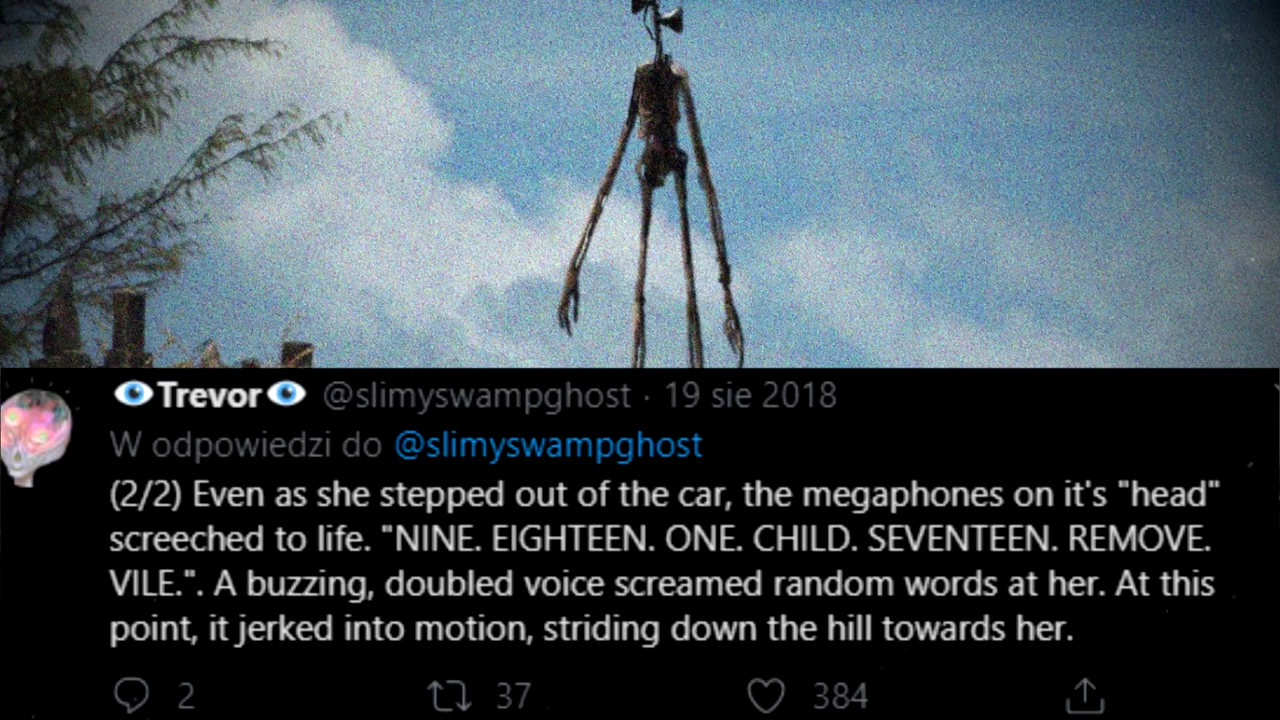 👁Trevor👁 @slimyswampghost · 19 sie 2018
W odpowiedzi do @slimyswampghost
(2/2) Even as she stepped out of the car, the megaphones on it's "head"
screeched to life. "NINE. EIGHTEEN. ONE. CHILD. SEVENTEEN. REMOVE.
VILE.". A buzzing, doubled voice screamed random words at her. At this
point, it jerked into motion, striding down the hill towards her.
2 37 384